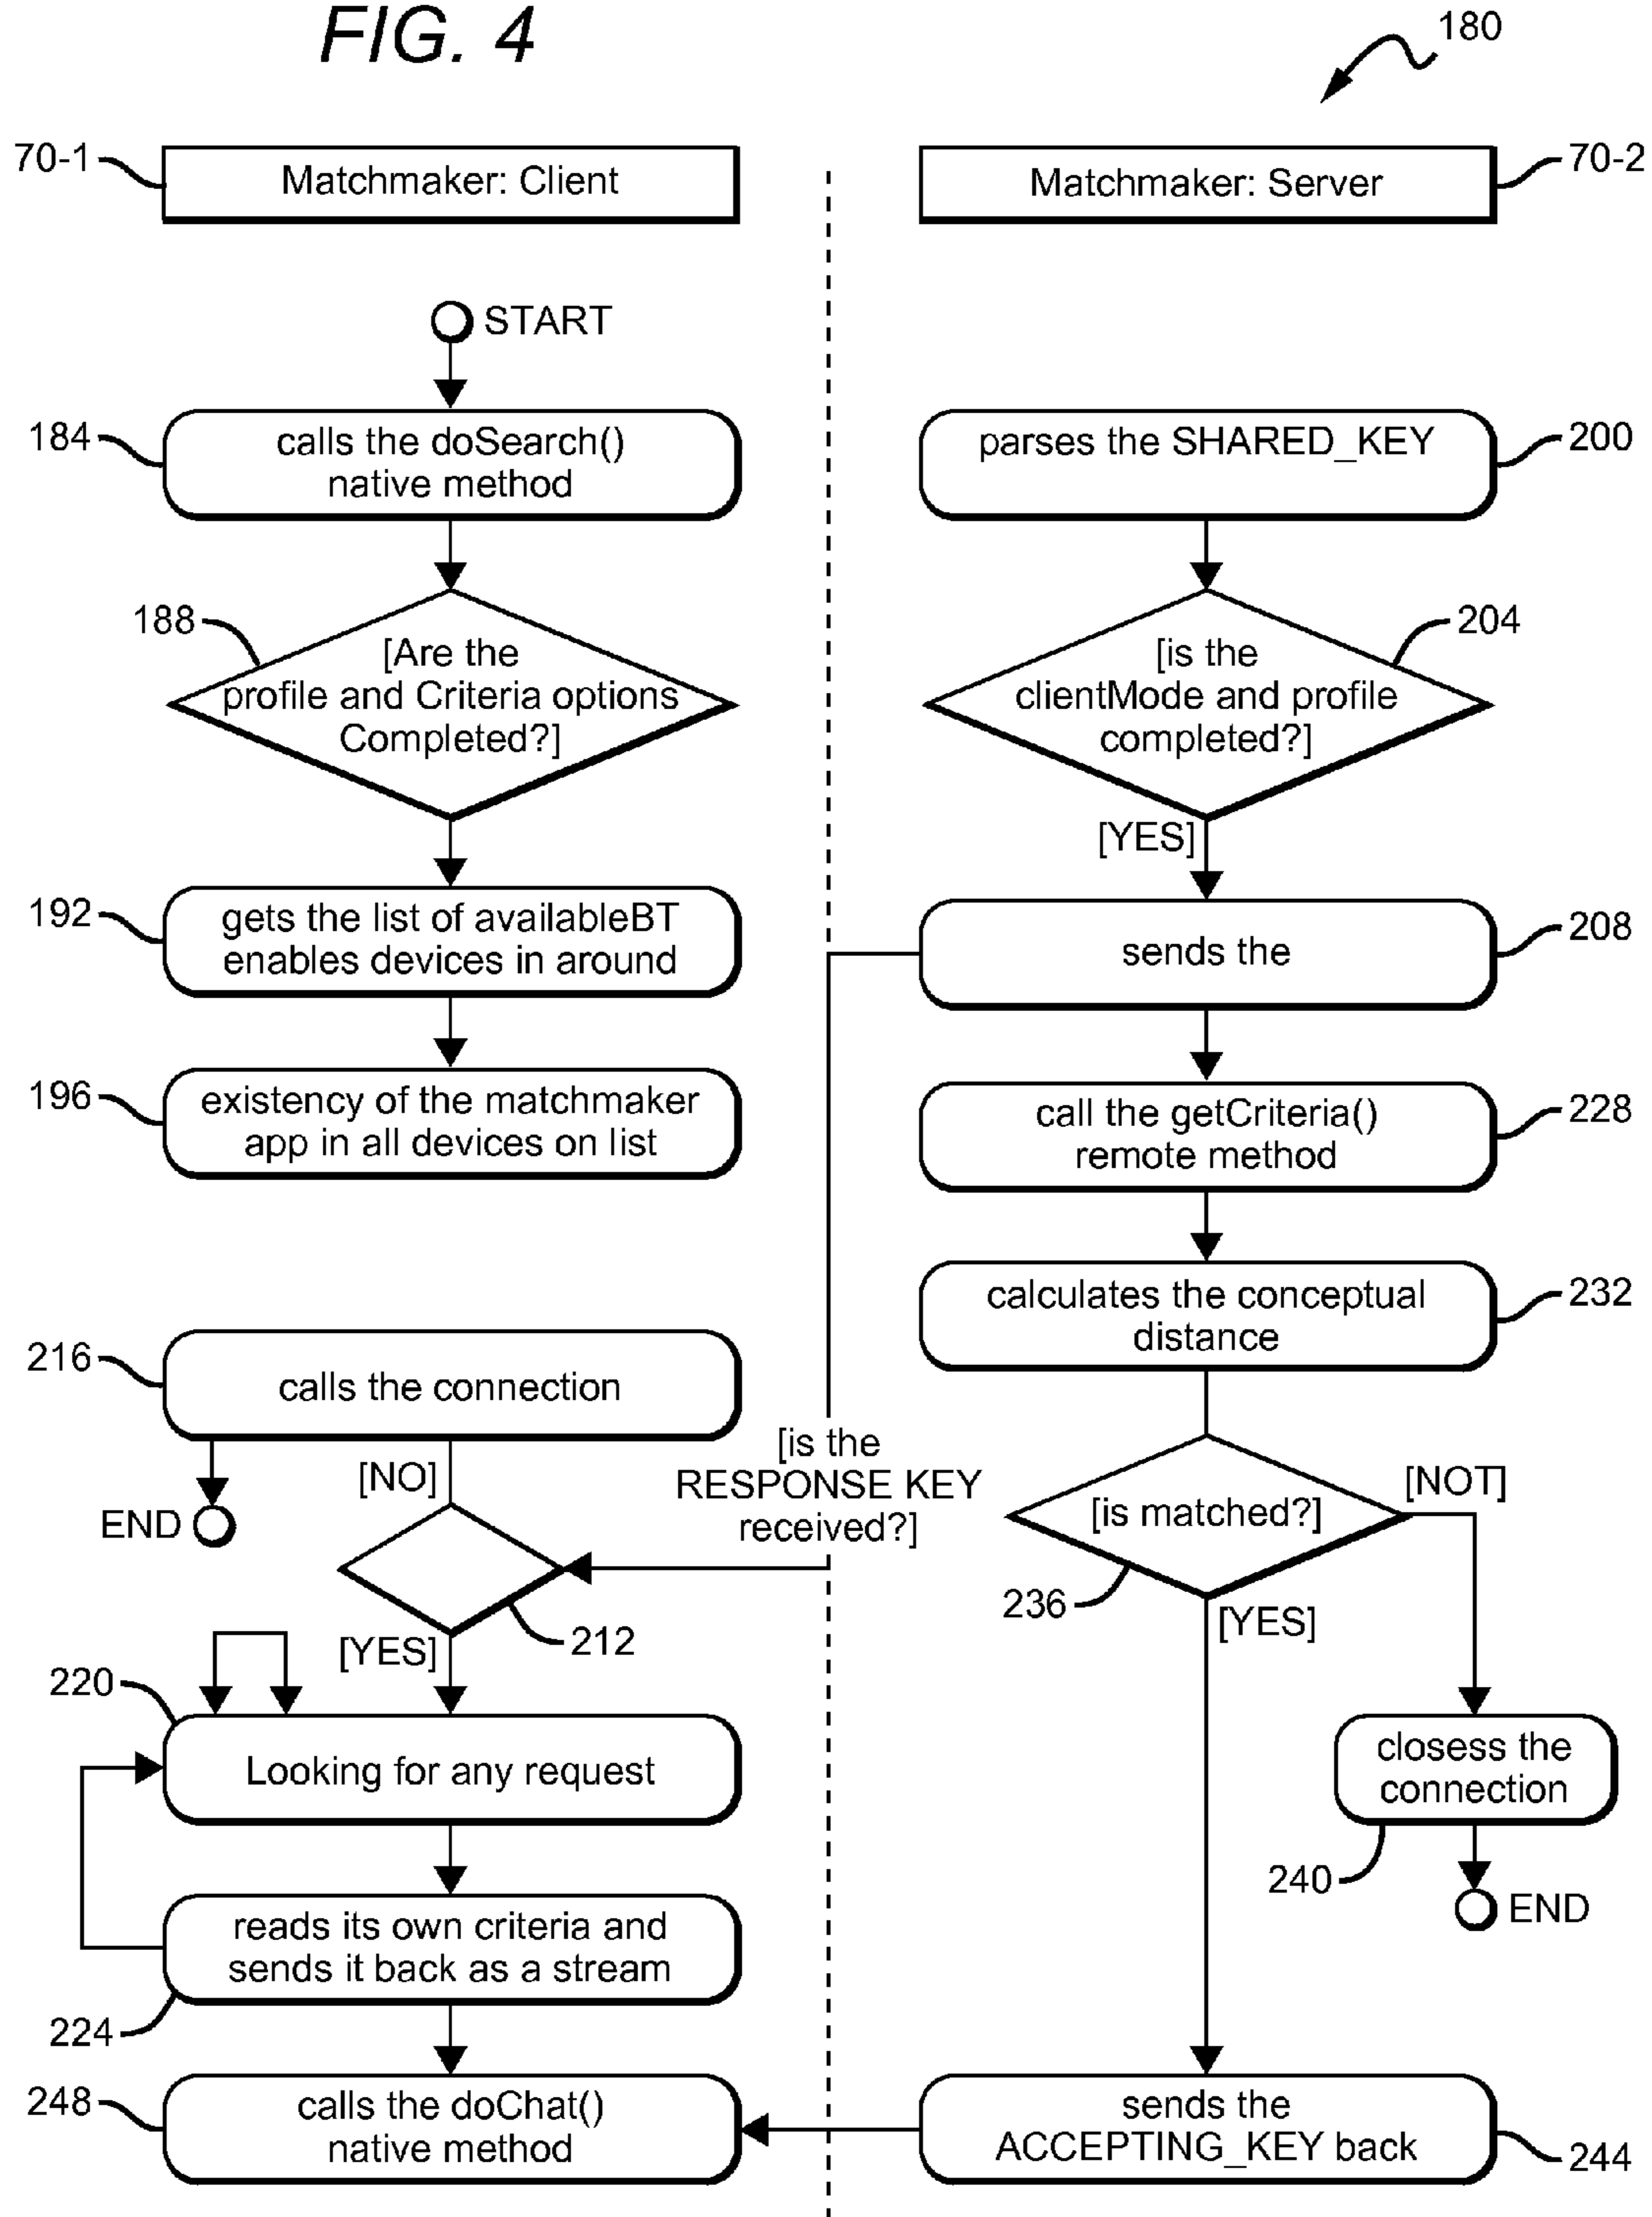 FIG. 4
180
70-1
Matchmaker: Client
Matchmaker: Server
70-2
START
184
calls the doSearch()
native method
parses the SHARED_KEY
200
188
[Are the
profile and Criteria options
Completed?]
[is the
clientMode and profile
completed?]
204
[YES]
192
gets the list of availableBT
enables devices in around
sends the
208
196
existency of the matchmaker
app in all devices on list
call the getCriteria()
remote method
228
calculates the conceptual
distance
232
216
calls the connection
[NO]
END
[is the
RESPONSE KEY
received?]
212
[is matched?]
[NOT]
236
[YES]
[YES]
220
Looking for any request
closess the
connection
240
END
reads its own criteria and
sends it back as a stream
224
248
calls the doChat()
native method
sends the
ACCEPTING_KEY back
244